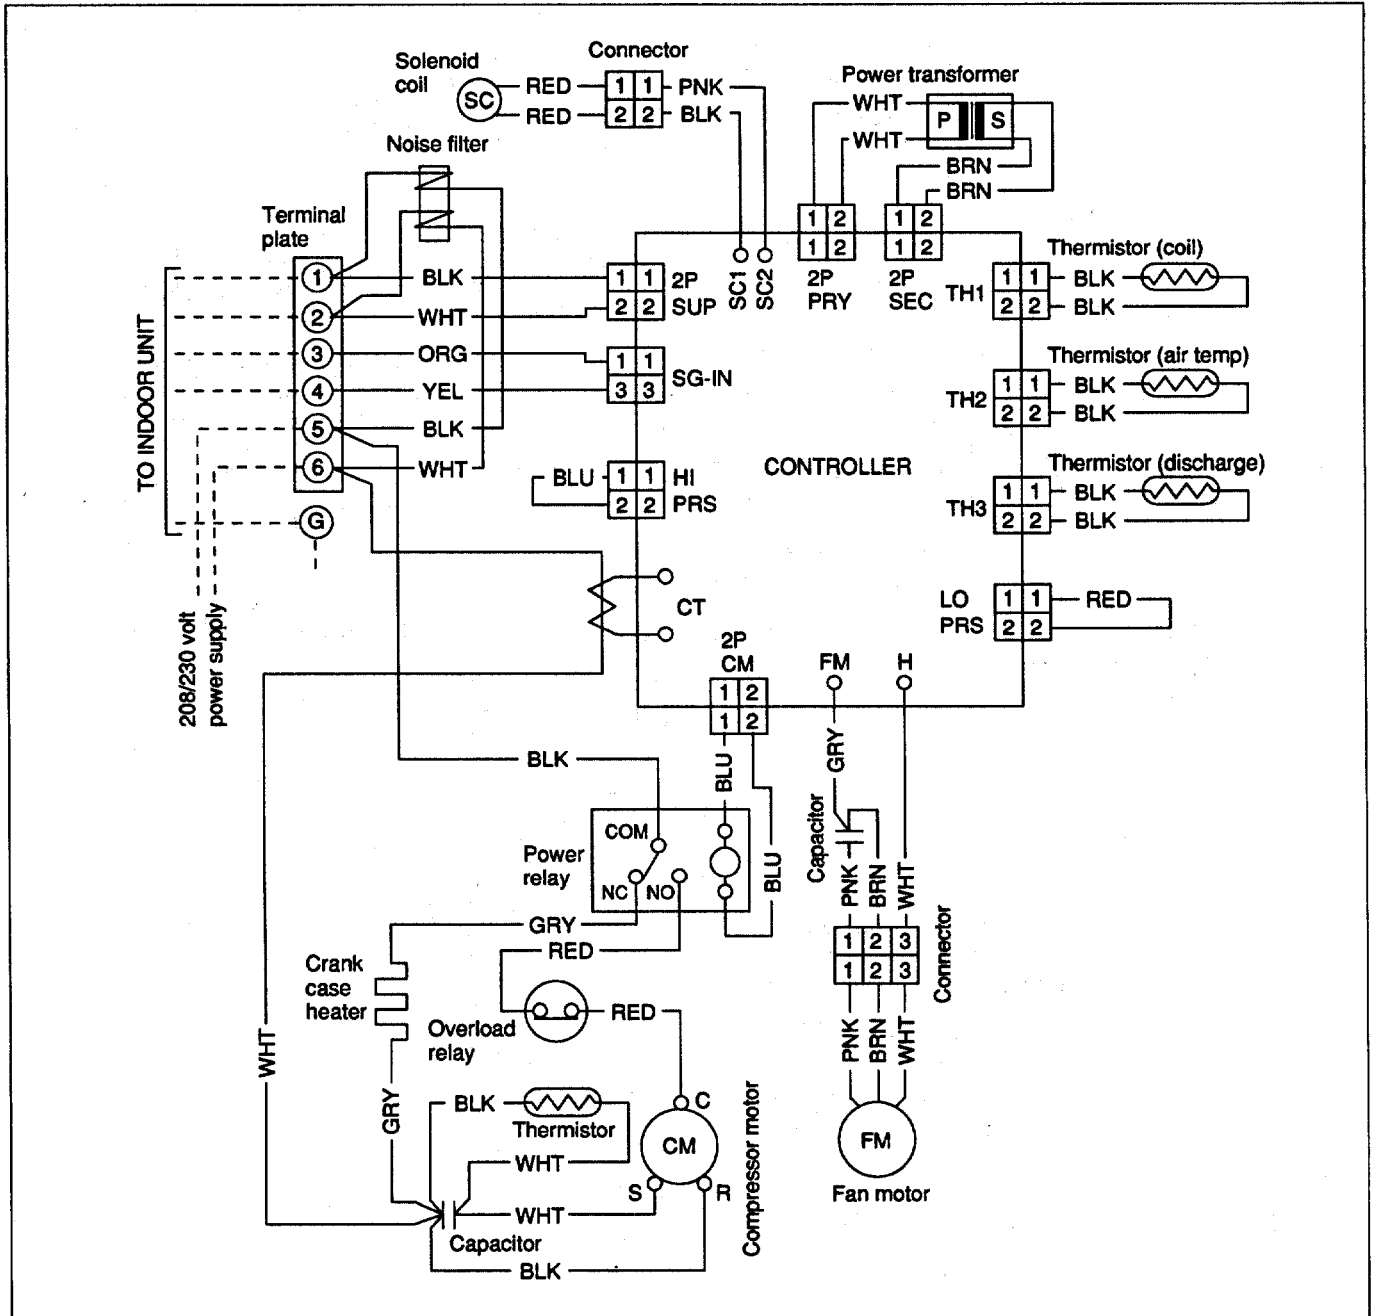 Connector
Solenoid
coil
SC
RED
1 1
PNK
RED
2 2
BLK
Power transformer
WHT
P
S
WHT
BRN
BRN
Noise filter
Terminal
plate
1 2
1 2
2P
PRY
1 2
1 2
2P
SEC
SC1
SC2
TO INDOOR UNIT
1
BLK
1 1
2P
2
WHT
2 2
SUP
3
ORG
1 1
SG-IN
4
YEL
3 3
5
BLK
6
WHT
G
BLU
1 1
HI
2 2
PRS
CONTROLLER
Thermistor (coil)
TH1
1 1
BLK
2 2
BLK
Thermistor (air temp)
TH2
1 1
BLK
2 2
BLK
Thermistor (discharge)
TH3
1 1
BLK
2 2
BLK
LO
PRS
1 1
RED
2 2
208/230 volt
power supply
CT
2P
CM
1 2
1 2
FM
H
BLK
BLU
BLU
GRY
Capacitor
Power
relay
COM
NC
NO
PNK
BRN
WHT
1 2 3
1 2 3
Connector
PNK
BRN
WHT
FM
Fan motor
GRY
RED
Crank
case
heater
Overload
relay
RED
WHT
GRY
BLK
Thermistor
WHT
C
CM
S
R
Compressor motor
WHT
Capacitor
BLK